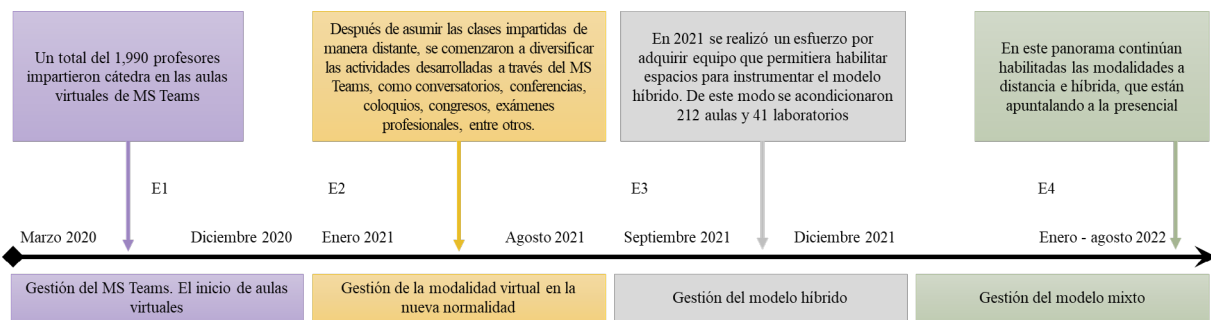 Un total del 1,990 profesores
impartieron cátedra en las aulas
virtuales de MS Teams
Después de asumir las clases impartidas de
manera distante, se comenzaron a diversificar
las actividades desarrolladas a través del MS
Teams, como conversatorios, conferencias,
coloquios, congresos, exámenes
profesionales, entre otros.
En 2021 se realizó un esfuerzo por
adquirir equipo que permitiera habilitar
espacios para instrumentar el modelo
híbrido. De este modo se acondicionaron
212 aulas y 41 laboratorios
En este panorama continúan
habilitadas las modalidades a
distancia e híbrida, que están
apuntalando a la presencial
E1
E2
E3
E4
Marzo 2020
Diciembre 2020
Enero 2021
Agosto 2021
Septiembre 2021
Diciembre 2021
Enero - agosto 2022
Gestión del MS Teams. El inicio de aulas
virtuales
Gestión de la modalidad virtual en la
nueva normalidad
Gestión del modelo híbrido
Gestión del modelo mixto